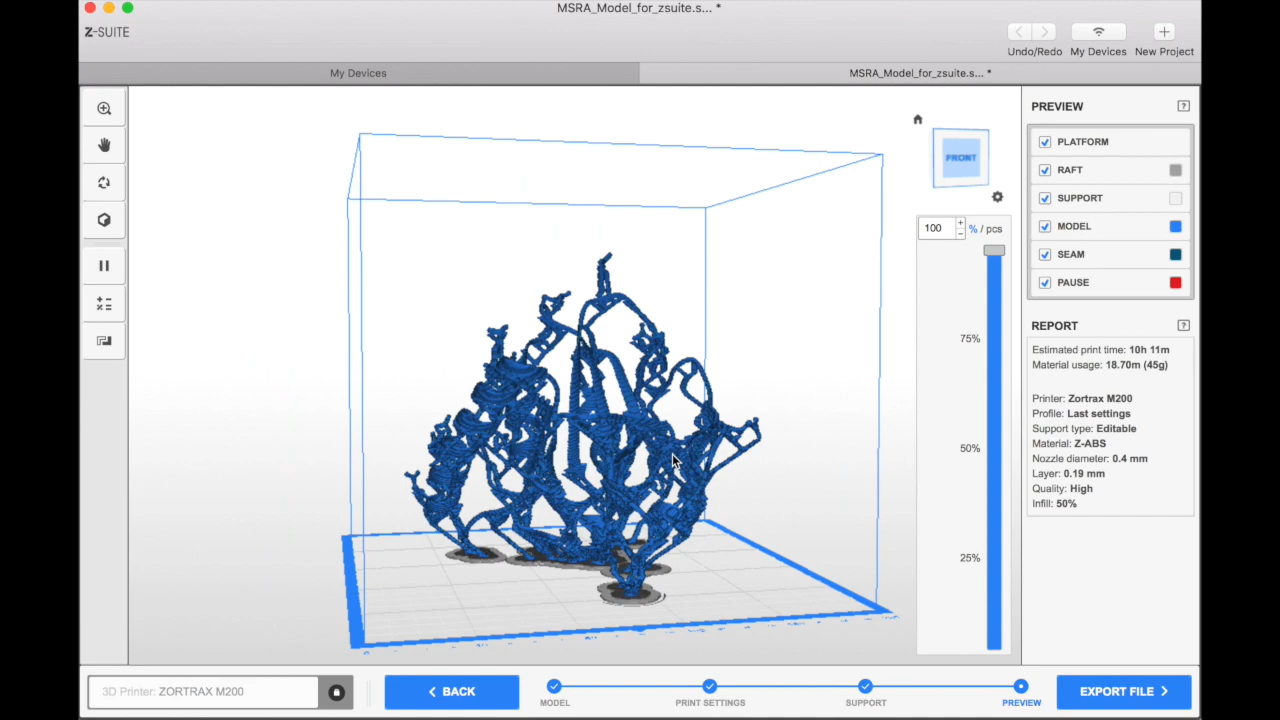 MSRA_Model_for_zsuite.s... *
Z-SUITE
Undo/Redo My Devices New Project
My Devices
MSRA_Model_for_zsuite.s... *
PREVIEW ?
PLATFORM
RAFT
SUPPORT
MODEL
SEAM
PAUSE
FRONT
100 + - % / pcs
75%
50%
25%
REPORT ?
Estimated print time: 10h 11m
Material usage: 18.70m (45g)
Printer: Zortrax M200
Profile: Last settings
Support type: Editable
Material: Z-ABS
Nozzle diameter: 0.4 mm
Layer: 0.19 mm
Quality: High
Infill: 50%
3D Printer: ZORTRAX M200
BACK
MODEL
PRINT SETTINGS
SUPPORT
PREVIEW
EXPORT FILE